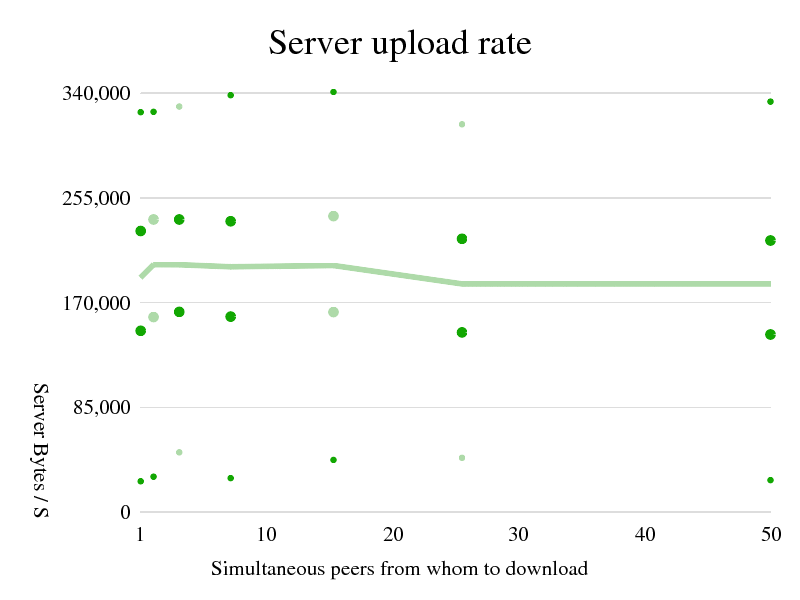 Server upload rate
340,000
255,000
170,000
85,000
0
Server Bytes / S
1 10 20 30 40 50
Simultaneous peers from whom to download